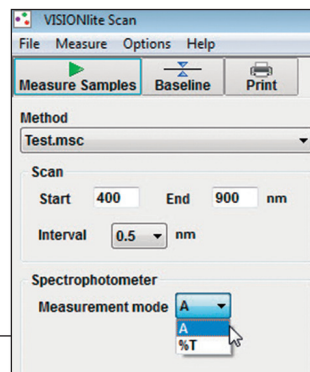 VISIONlite Scan
File Measure Options Help
Measure Samples Baseline Print
Method
Test.msc
Scan
Start 400 End 900 nm
Interval 0.5 nm
Spectrophotometer
Measurement mode A
A
%T